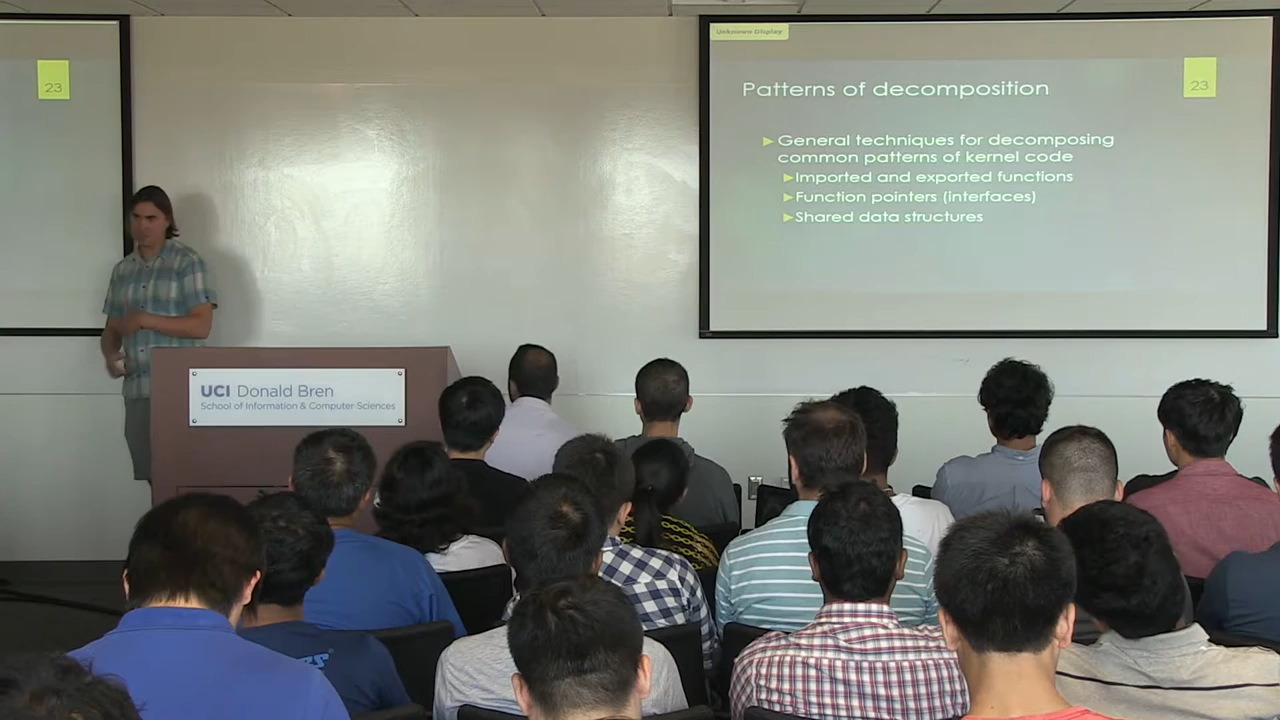 23
Unknown Display
Patterns of decomposition
23
General techniques for decomposing
common patterns of kernel code
Imported and exported functions
Function pointers (interfaces)
Shared data structures
UCI Donald Bren
School of Information & Computer Sciences